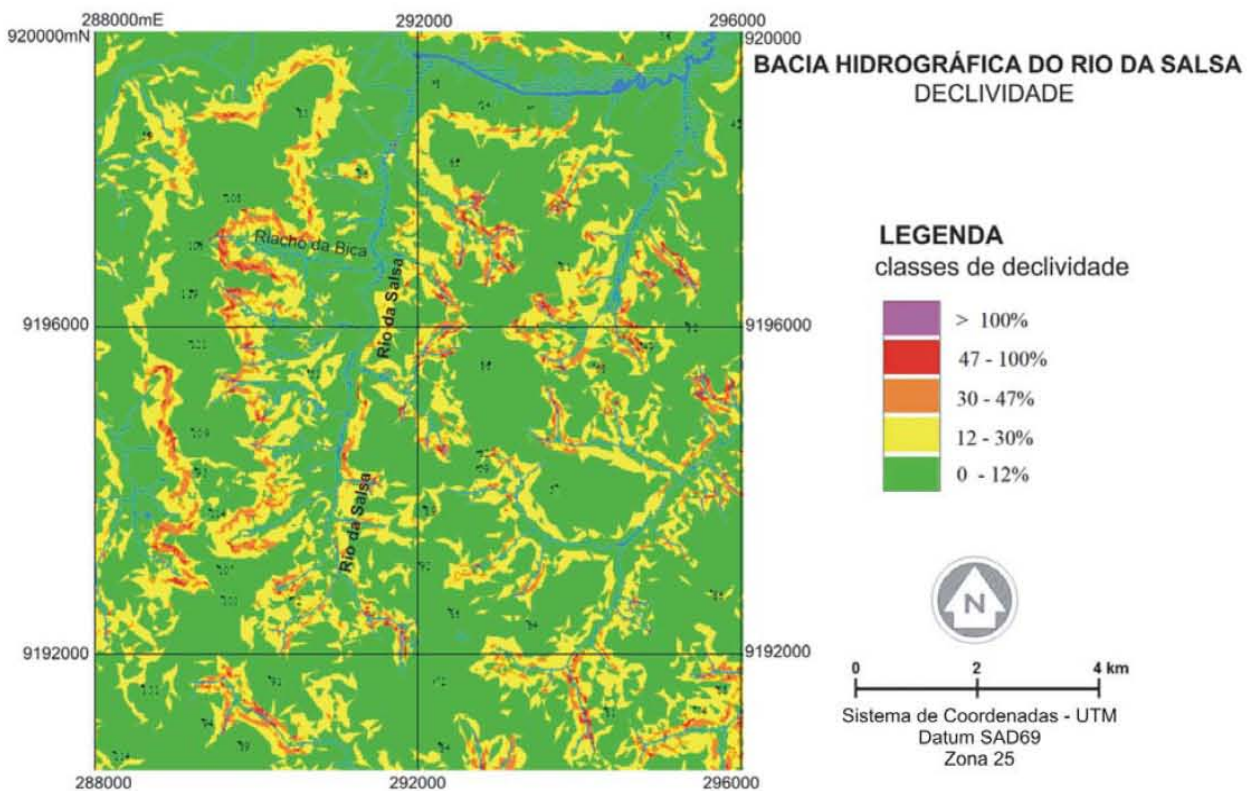 288000mE
292000
296000
920000mN
920000
BACIA HIDROGRÁFICA DO RIO DA SALSA
DECLIVIDADE
Riacho da Bica
Rio da Salsa
9196000
9196000
Rio da Salsa
9192000
9192000
288000
292000
296000
LEGENDA
classes de declividade
> 100%
47 - 100%
30 - 47%
12 - 30%
0 - 12%
N
0 2 4 km
Sistema de Coordenadas - UTM
Datum SAD69
Zona 25